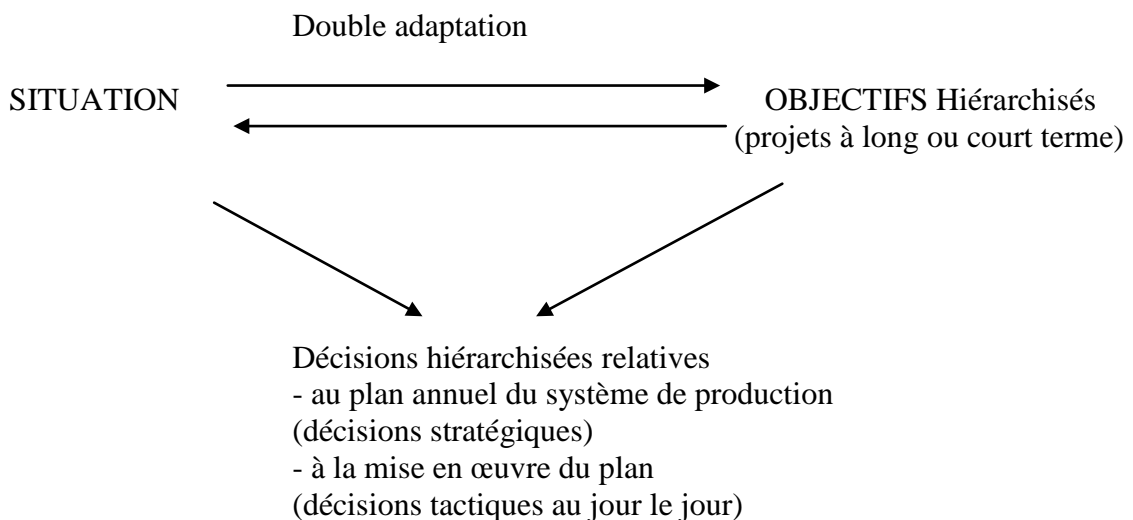 Double adaptation
SITUATION
OBJECTIFS Hiérarchisés
(projets à long ou court terme)
Décisions hiérarchisées relatives
- au plan annuel du système de production
(décisions stratégiques)
- à la mise en œuvre du plan
(décisions tactiques au jour le jour)